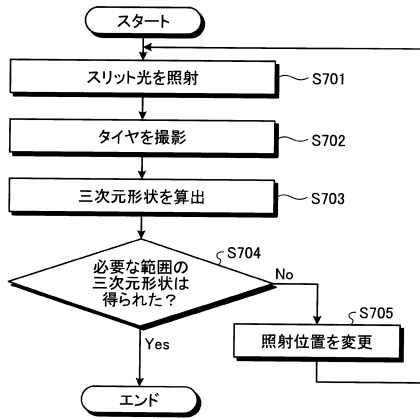 スタート
スリット光を照射
S701
タイヤを撮影
S702
三次元形状を算出
S703
必要な範囲の
三次元形状は
得られた？
S704
No
Yes
照射位置を変更
S705
エンド